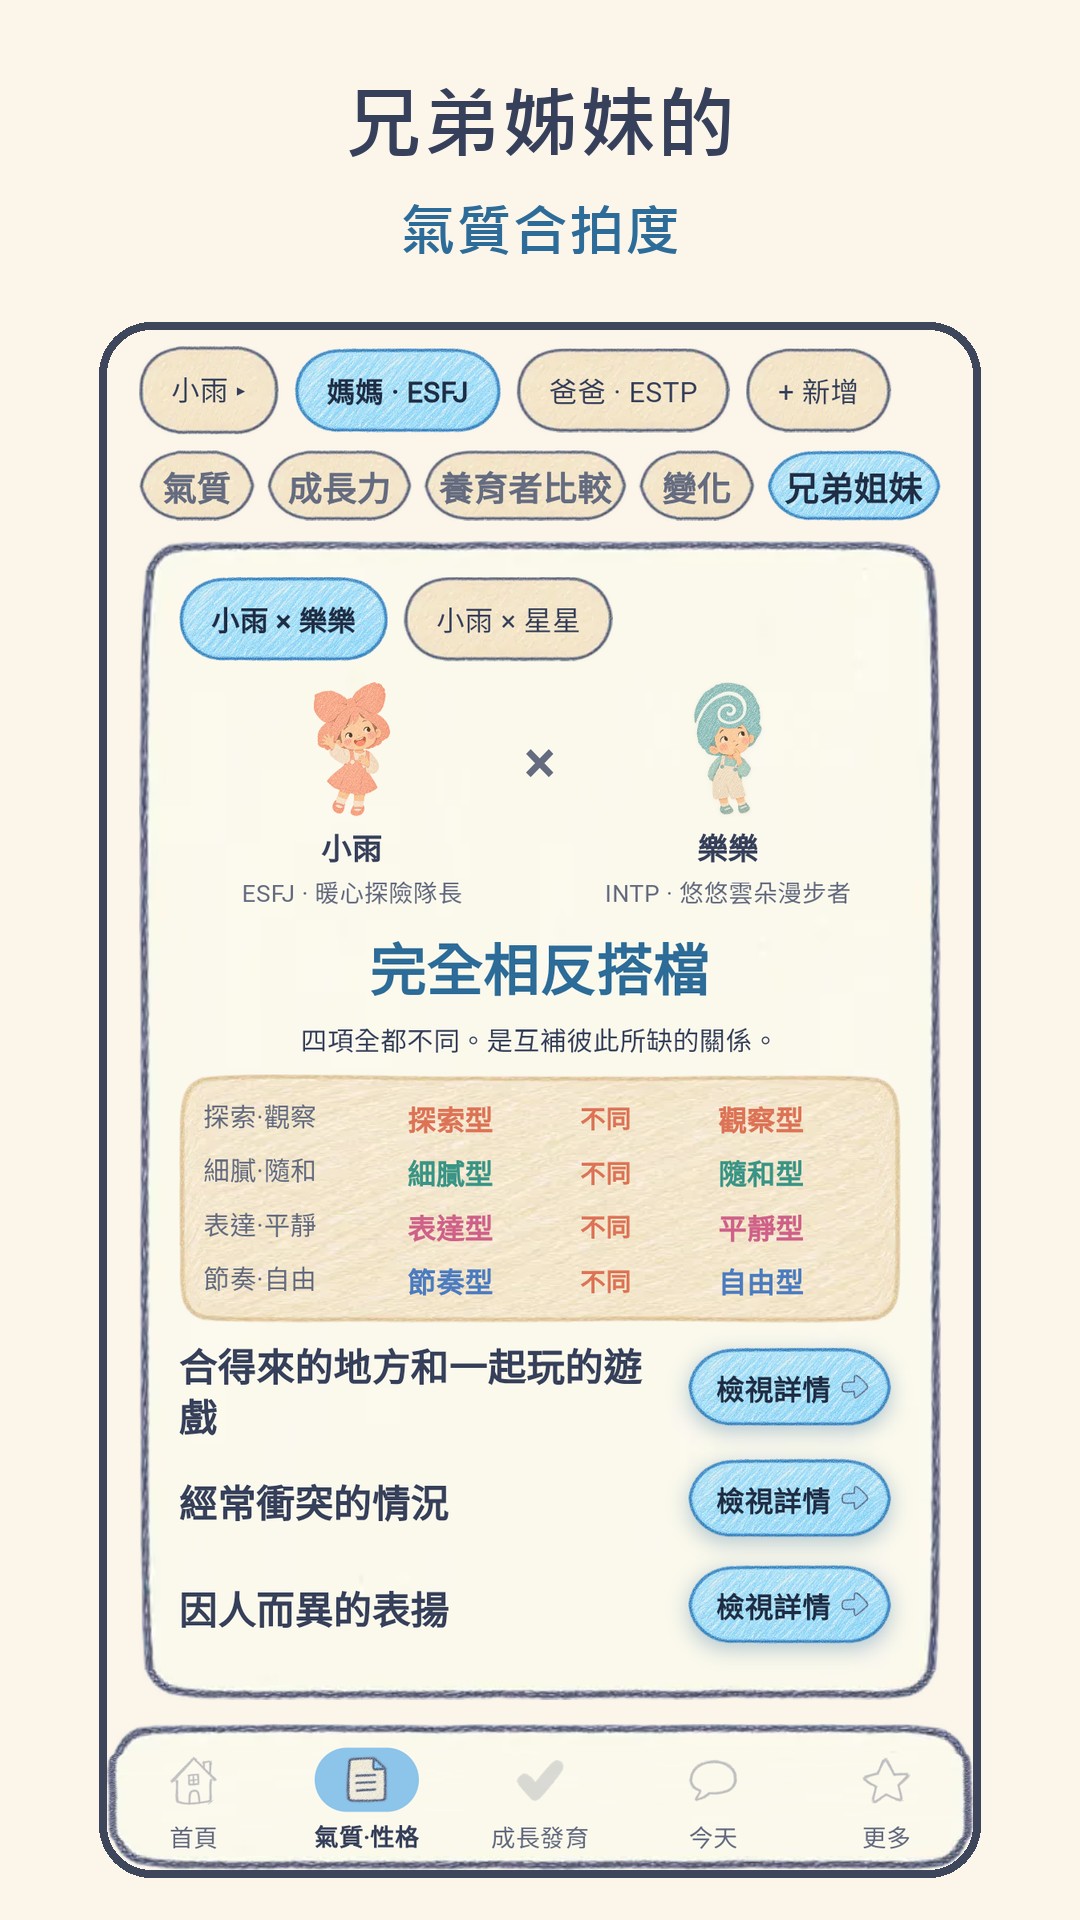 兄弟姊妹的
氣質合拍度
小雨 ▸ 媽媽 · ESFJ 爸爸 · ESTP + 新增
氣質 成長力 養育者比較 變化 兄弟姐妹
小雨 × 樂樂 小雨 × 星星
×
小雨 樂樂
ESFJ · 暖心探險隊長 INTP · 悠悠雲朵漫步者
完全相反搭檔
四項全都不同。是互補彼此所缺的關係。
探索·觀察 探索型 不同 觀察型
細膩·隨和 細膩型 不同 隨和型
表達·平靜 表達型 不同 平靜型
節奏·自由 節奏型 不同 自由型
合得來的地方和一起玩的遊
戲
檢視詳情
經常衝突的情況 檢視詳情
因人而異的表揚 檢視詳情
首頁 氣質·性格 成長發育 今天 更多